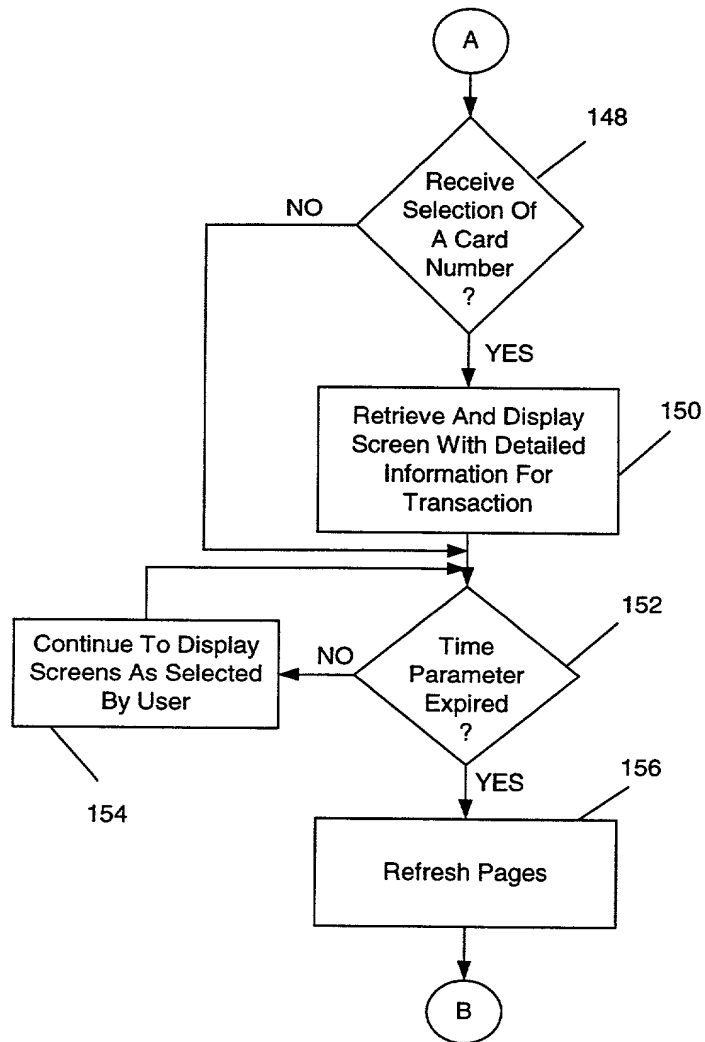 A
148
Receive
Selection Of
A Card
Number
?
NO
YES
150
Retrieve And Display
Screen With Detailed
Information For
Transaction
152
Time
Parameter
Expired
?
NO
Continue To Display
Screens As Selected
By User
154
YES
156
Refresh Pages
B